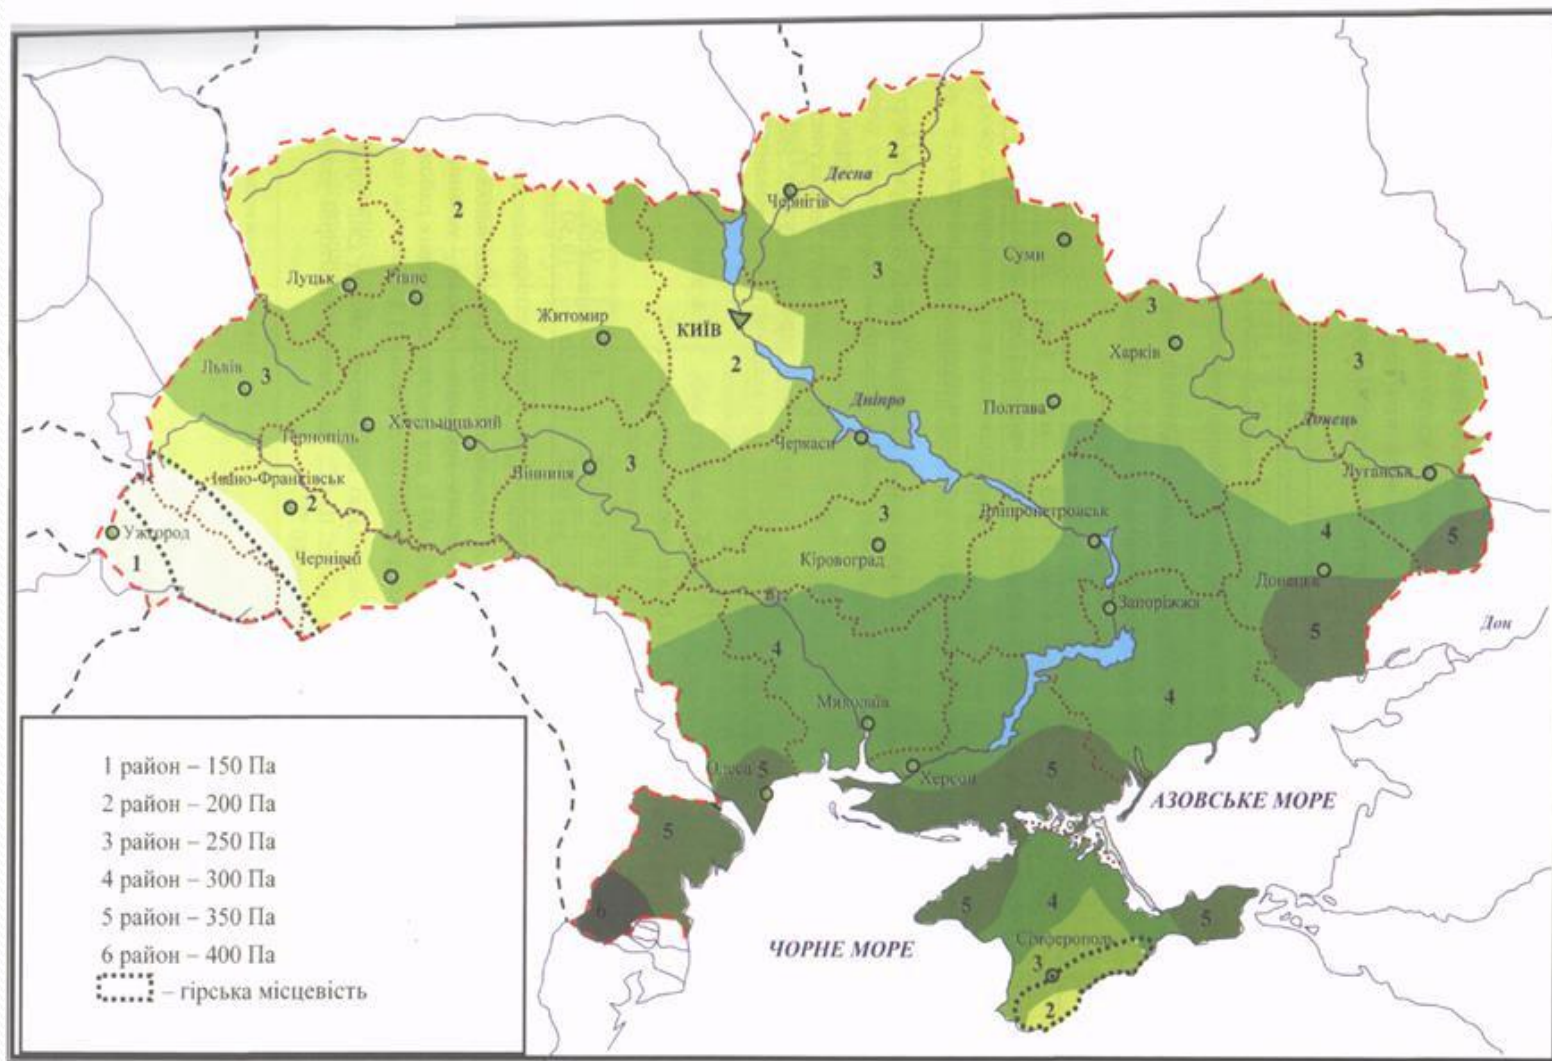 2
Десна
Чернігів
2
3
Суми
3
Луцьк
Рівне
Житомир
КИЇВ
2
Харків
3
Львів
3
Дніпро
Полтава
Донець
Тернопіль
Хмельницький
Черкаси
Вінниця
3
Луганськ
Івано-Франківськ
2
3
Дніпропетровськ
4
5
Ужгород
1
Чернівці
Кіровоград
Донецьк
Запоріжжя
5
Дон
4
4
Миколаїв
Одеса
5
Херсон
5
АЗОВСЬКЕ МОРЕ
5
6
5
4
5
ЧОРНЕ МОРЕ
Сімферополь
3
2
1 район – 150 Па
2 район – 200 Па
3 район – 250 Па
4 район – 300 Па
5 район – 350 Па
6 район – 400 Па
– гірська місцевість